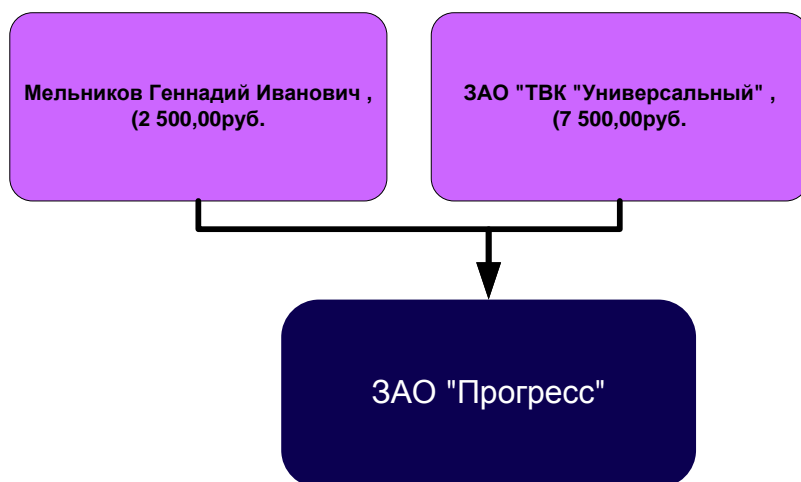 Мельников Геннадий Иванович ,
(2 500,00руб.
ЗАО "ТВК "Универсальный" ,
(7 500,00руб.
ЗАО "Прогресс"